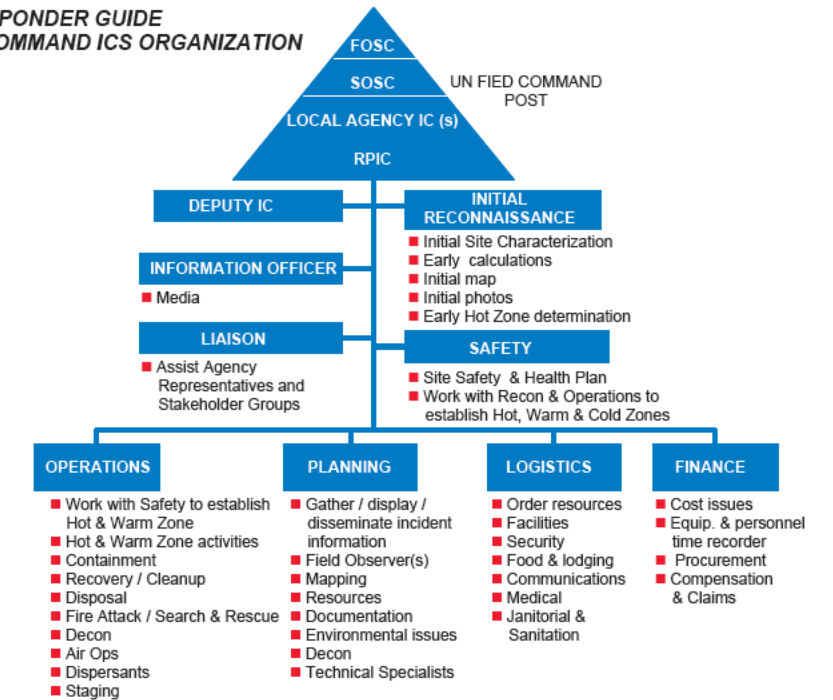 PONDER GUIDE
OMMAND ICS ORGANIZATION
FOSC
SOSC
LOCAL AGENCY IC (s)
RPIC
UN FIED COMMAND
POST
DEPUTY IC
INITIAL
RECONNAISSANCE
Initial Site Characterization
Early calculations
Initial map
Initial photos
Early Hot Zone determination
INFORMATION OFFICER
Media
LIAISON
Assist Agency
Representatives and
Stakeholder Groups
SAFETY
Site Safety & Health Plan
Work with Recon & Operations to
establish Hot, Warm & Cold Zones
OPERATIONS
Work with Safety to establish
Hot & Warm Zone
Hot & Warm Zone activities
Containment
Recovery / Cleanup
Disposal
Fire Attack / Search & Rescue
Decon
Air Ops
Dispersants
Staging
PLANNING
Gather / display /
disseminate incident
information
Field Observer(s)
Mapping
Resources
Documentation
Environmental issues
Decon
Technical Specialists
LOGISTICS
Order resources
Facilities
Security
Food & lodging
Communications
Medical
Janitorial &
Sanitation
FINANCE
Cost issues
Equip. & personnel
time recorder
Procurement
Compensation
& Claims